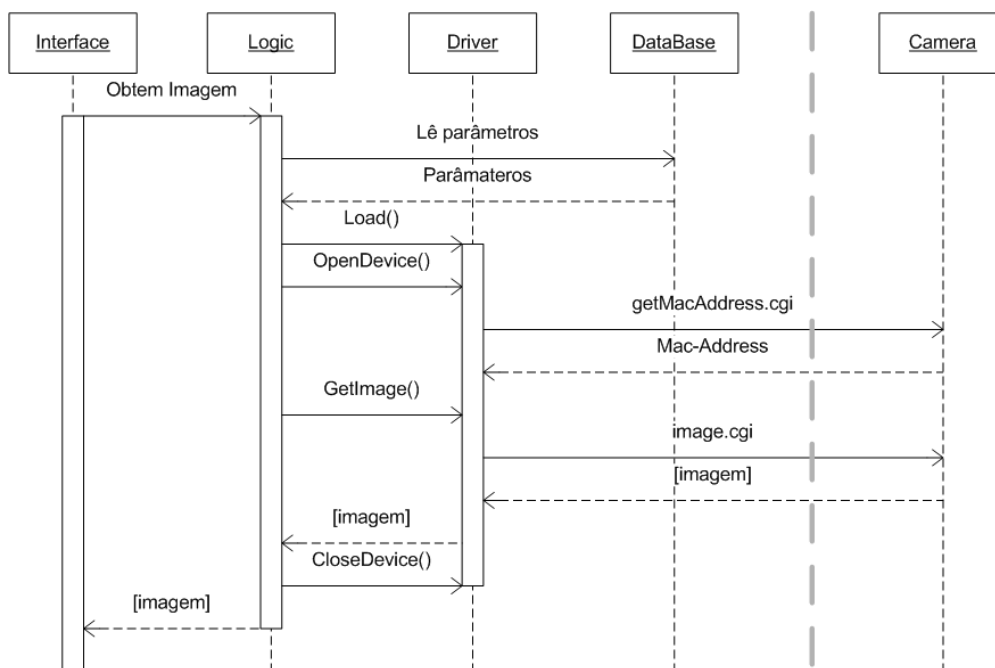 Interface
Logic
Driver
DataBase
Camera
Obtem Imagem
Lê parâmetros
Parâmateros
Load()
OpenDevice()
getMacAddress.cgi
Mac-Address
GetImage()
image.cgi
[imagem]
[imagem]
CloseDevice()
[imagem]